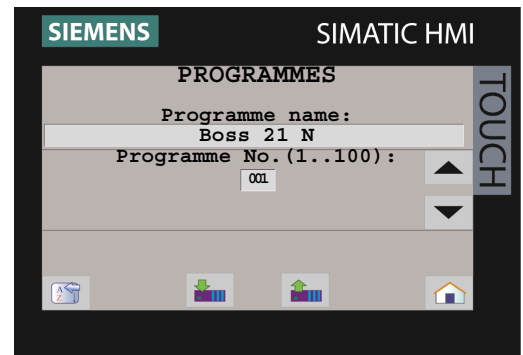 SIEMENS
SIMATIC HMI
TOUCH
PROGRAMMES
Programme name:
Boss 21 N
Programme No.(1..100):
001
A
Z